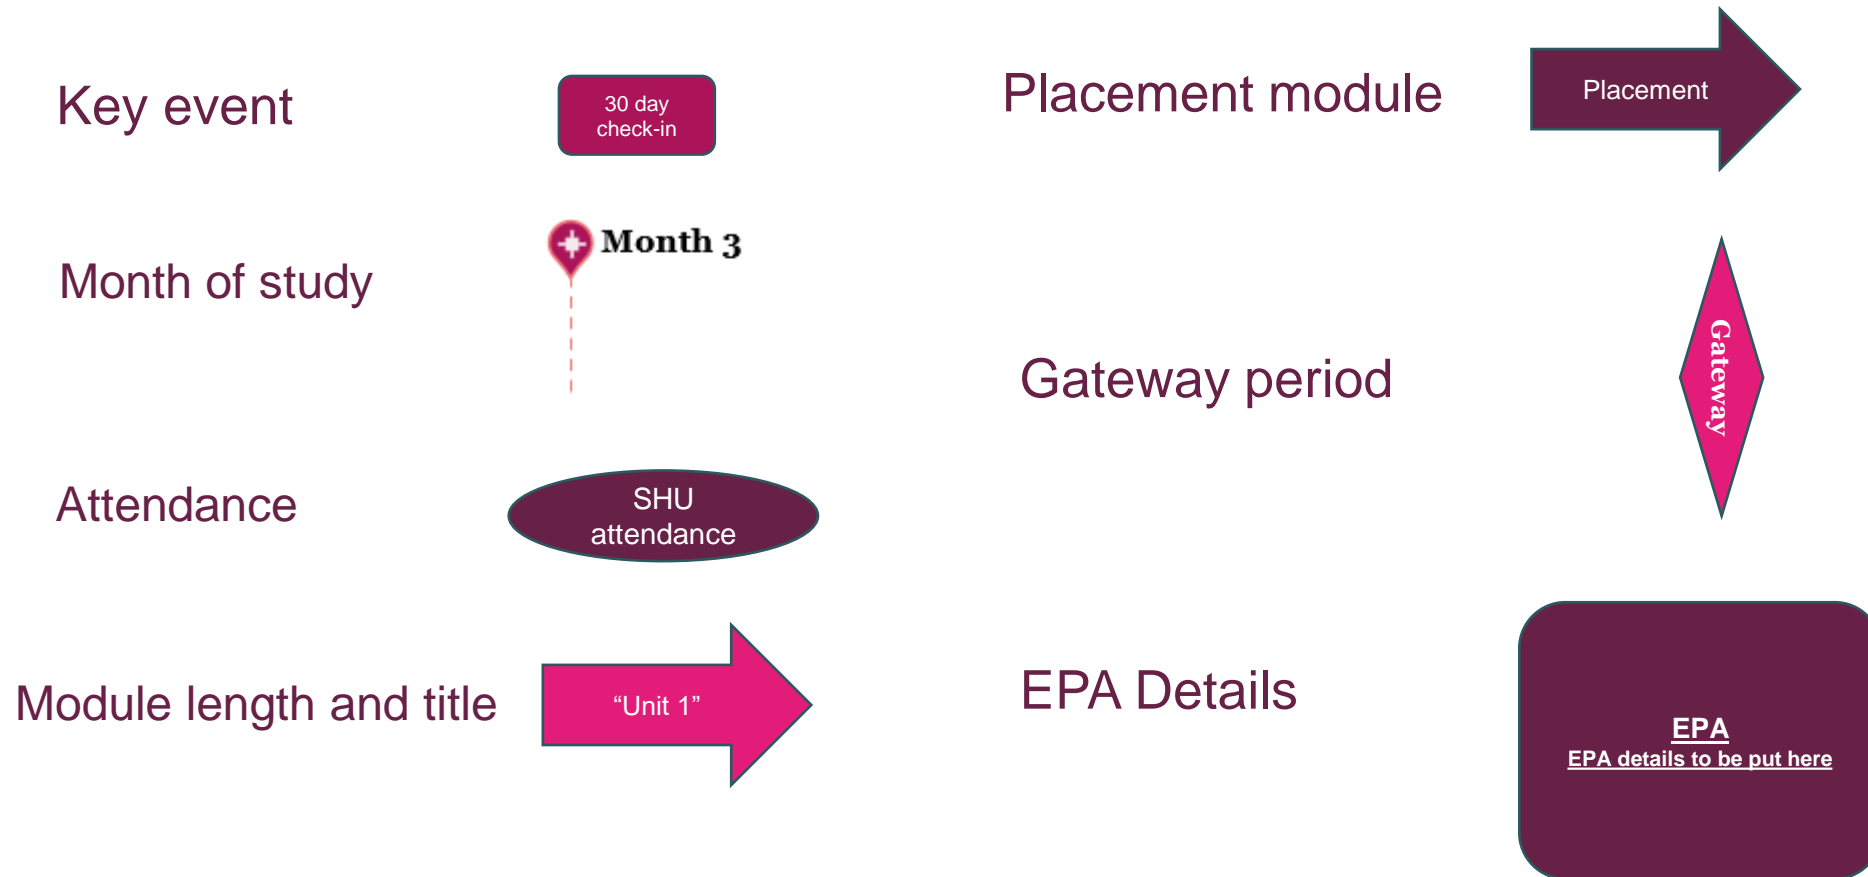 Key event
30 day
check-in
Month of study
Month 3
Attendance
SHU
attendance
Module length and title
“Unit 1”
Placement module
Placement
Gateway period
Gateway
EPA Details
EPA
EPA details to be put here